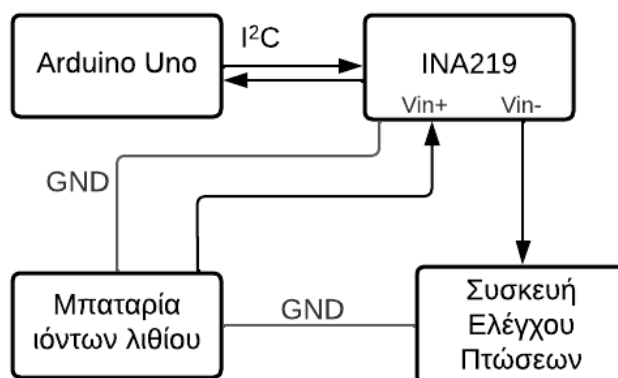 Arduino Uno
I²C
INA219
Vin+
Vin-
GND
Μπαταρία
ιόντων λιθίου
GND
Συσκευή
Ελέγχου
Πτώσεων